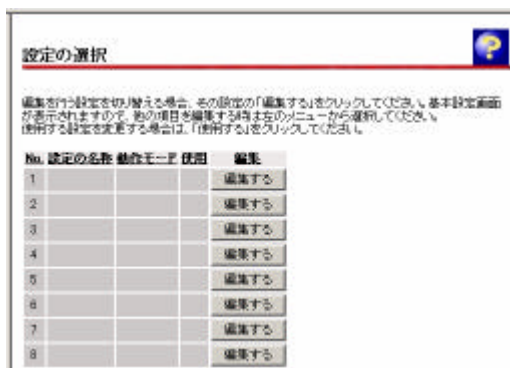 設定の選択
編集を行う設定を切り替える場合、その設定の「編集する」をクリックしてください。基本設定画面
が表示されますので、他の項目を編集する時は左のメニューから選択してください。
使用する設定を変更する場合は、「使用する」をクリックしてください。
No. 設定の名称 動作モード 使用 編集
1 編集する
2 編集する
3 編集する
4 編集する
5 編集する
6 編集する
7 編集する
8 編集する